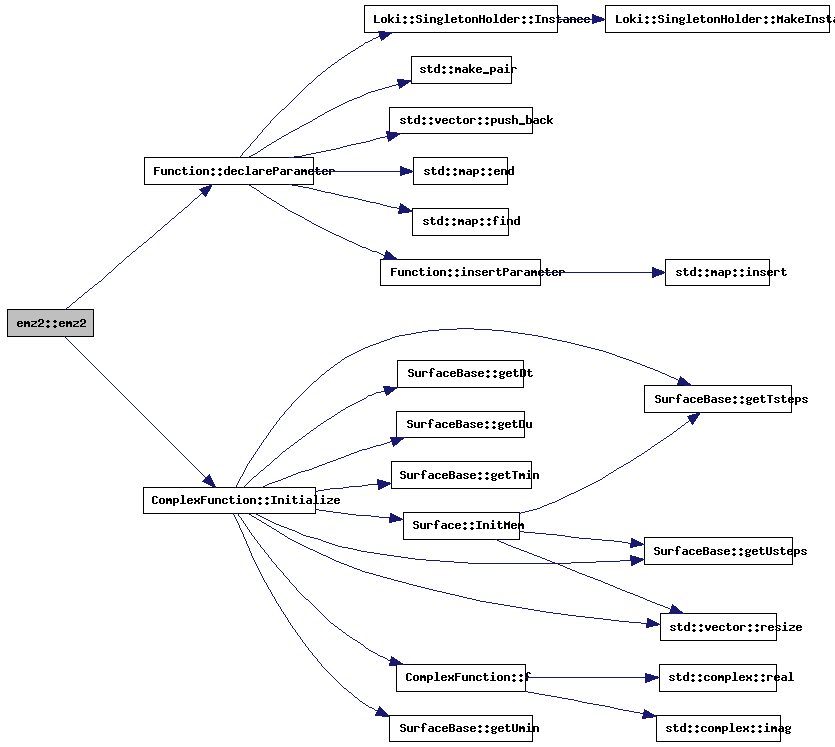 Loki::SingletonHolder::Instance
Loki::SingletonHolder::MakeInst
std::make_pair
std::vector::push_back
Function::declareParameter
std::map::end
std::map::find
Function::insertParameter
std::map::insert
emz2::emz2
SurfaceBase::getDt
SurfaceBase::getTsteps
SurfaceBase::getDu
SurfaceBase::getTmin
ComplexFunction::Initialize
Surface::InitMem
SurfaceBase::getUsteps
std::vector::resize
ComplexFunction::f
std::complex::real
SurfaceBase::getUmin
std::complex::imag